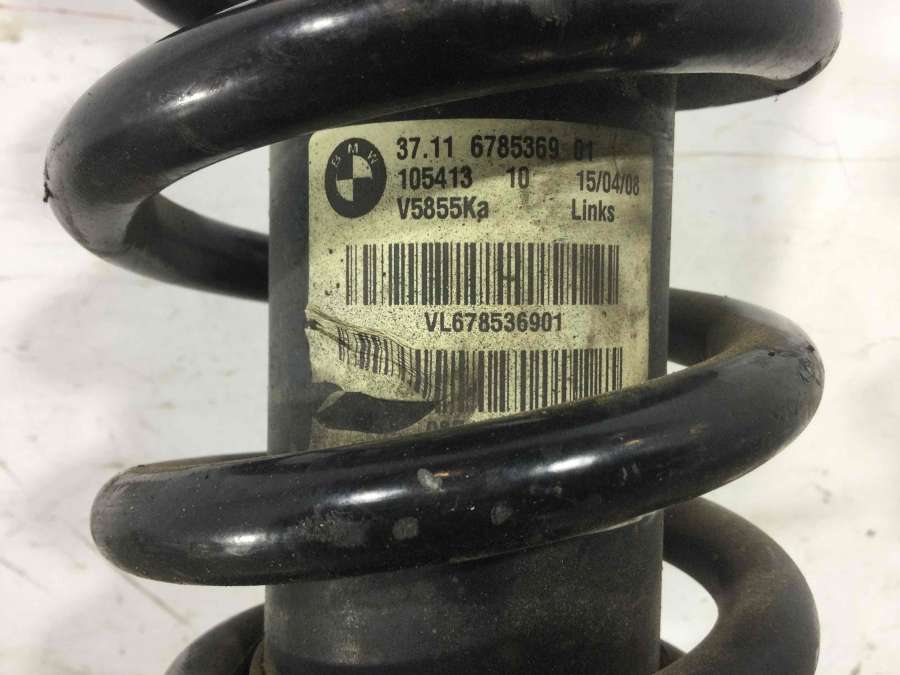 BMW
37.11 6785369 01
105413 10 15/04/08
V5855Ka Links
VL678536901